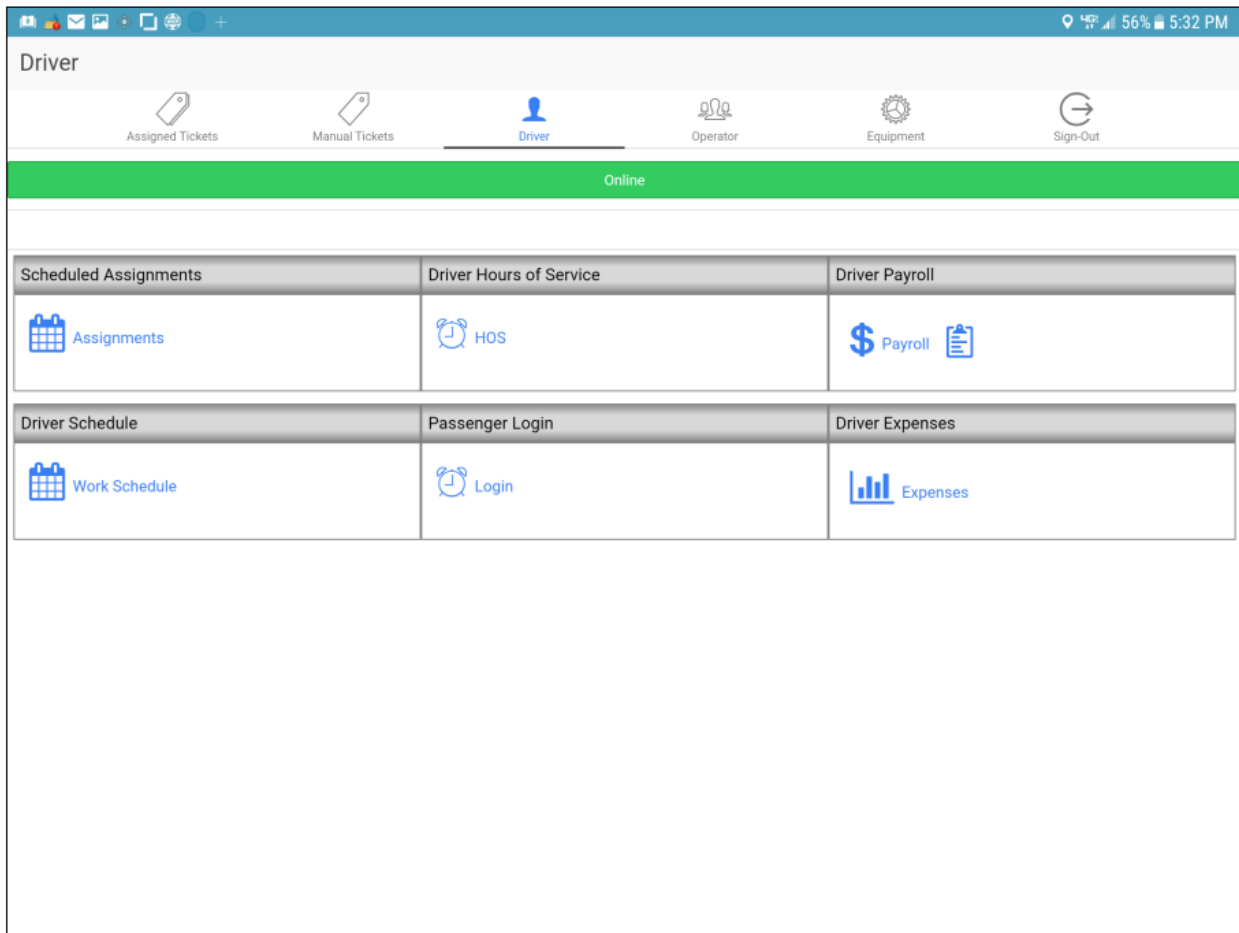 56% 5:32 PM
Driver
Assigned Tickets Manual Tickets Driver Operator Equipment Sign-Out
Online
Scheduled Assignments Driver Hours of Service Driver Payroll
Assignments HOS $ Payroll
Driver Schedule Passenger Login Driver Expenses
Work Schedule Login Expenses